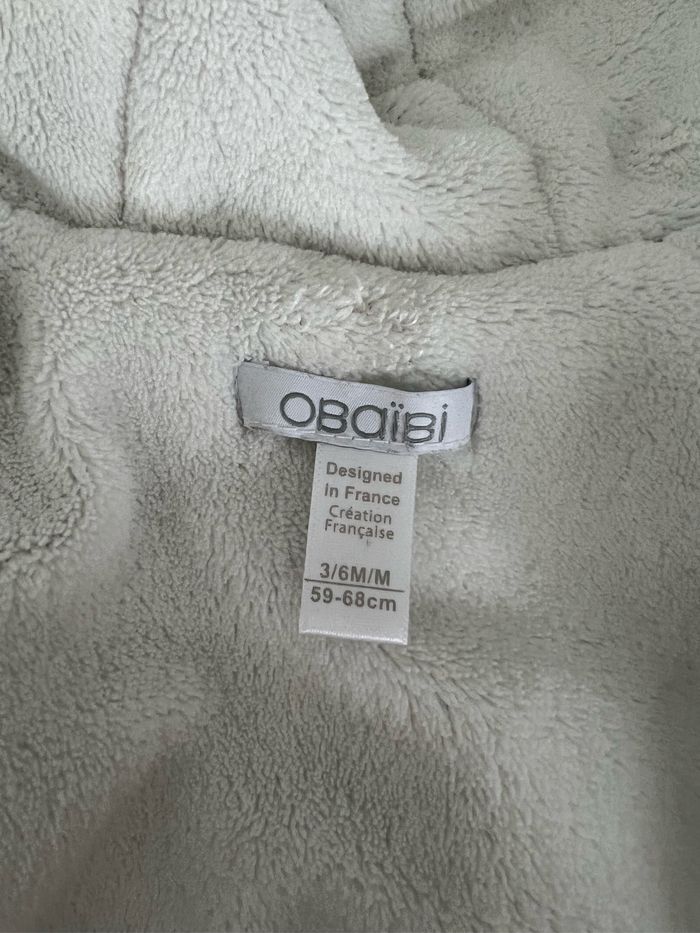 OBaïBi
Designed
in France
Création
Française
3/6M/M
59-68cm